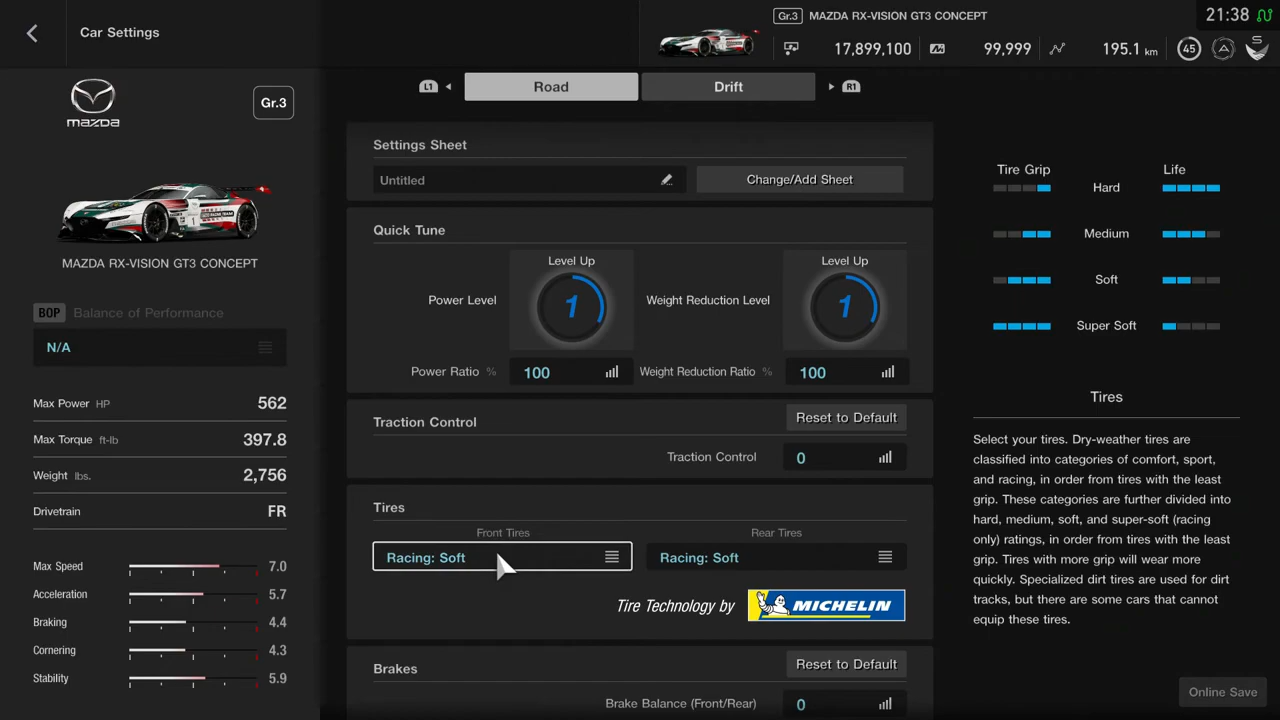 Car Settings
Gr.3 MAZDA RX-VISION GT3 CONCEPT
17,899,100 99,999 195.1 km 45
21:38
mazda
Gr.3
MAZDA RX-VISION GT3 CONCEPT
BOP Balance of Performance
N/A
Max Power HP 562
Max Torque ft-lb 397.8
Weight lbs. 2,756
Drivetrain FR
Max Speed 7.0
Acceleration 5.7
Braking 4.4
Cornering 4.3
Stability 5.9
L1 Road Drift R1
Settings Sheet
Untitled Change/Add Sheet
Quick Tune
Level Up Level Up
Power Level 1 Weight Reduction Level 1
Power Ratio % 100 Weight Reduction Ratio % 100
Traction Control Reset to Default
Traction Control 0
Tires
Front Tires Rear Tires
Racing: Soft Racing: Soft
Tire Technology by MICHELIN
Brakes Reset to Default
Brake Balance (Front/Rear) 0
Tire Grip Life
Hard
Medium
Soft
Super Soft
Tires
Select your tires. Dry-weather tires are
classified into categories of comfort, sport,
and racing, in order from tires with the least
grip. These categories are further divided into
hard, medium, soft, and super-soft (racing
only) ratings, in order from tires with the least
grip. Tires with more grip will wear more
quickly. Specialized dirt tires are used for dirt
tracks, but there are some cars that cannot
equip these tires.
Online Save